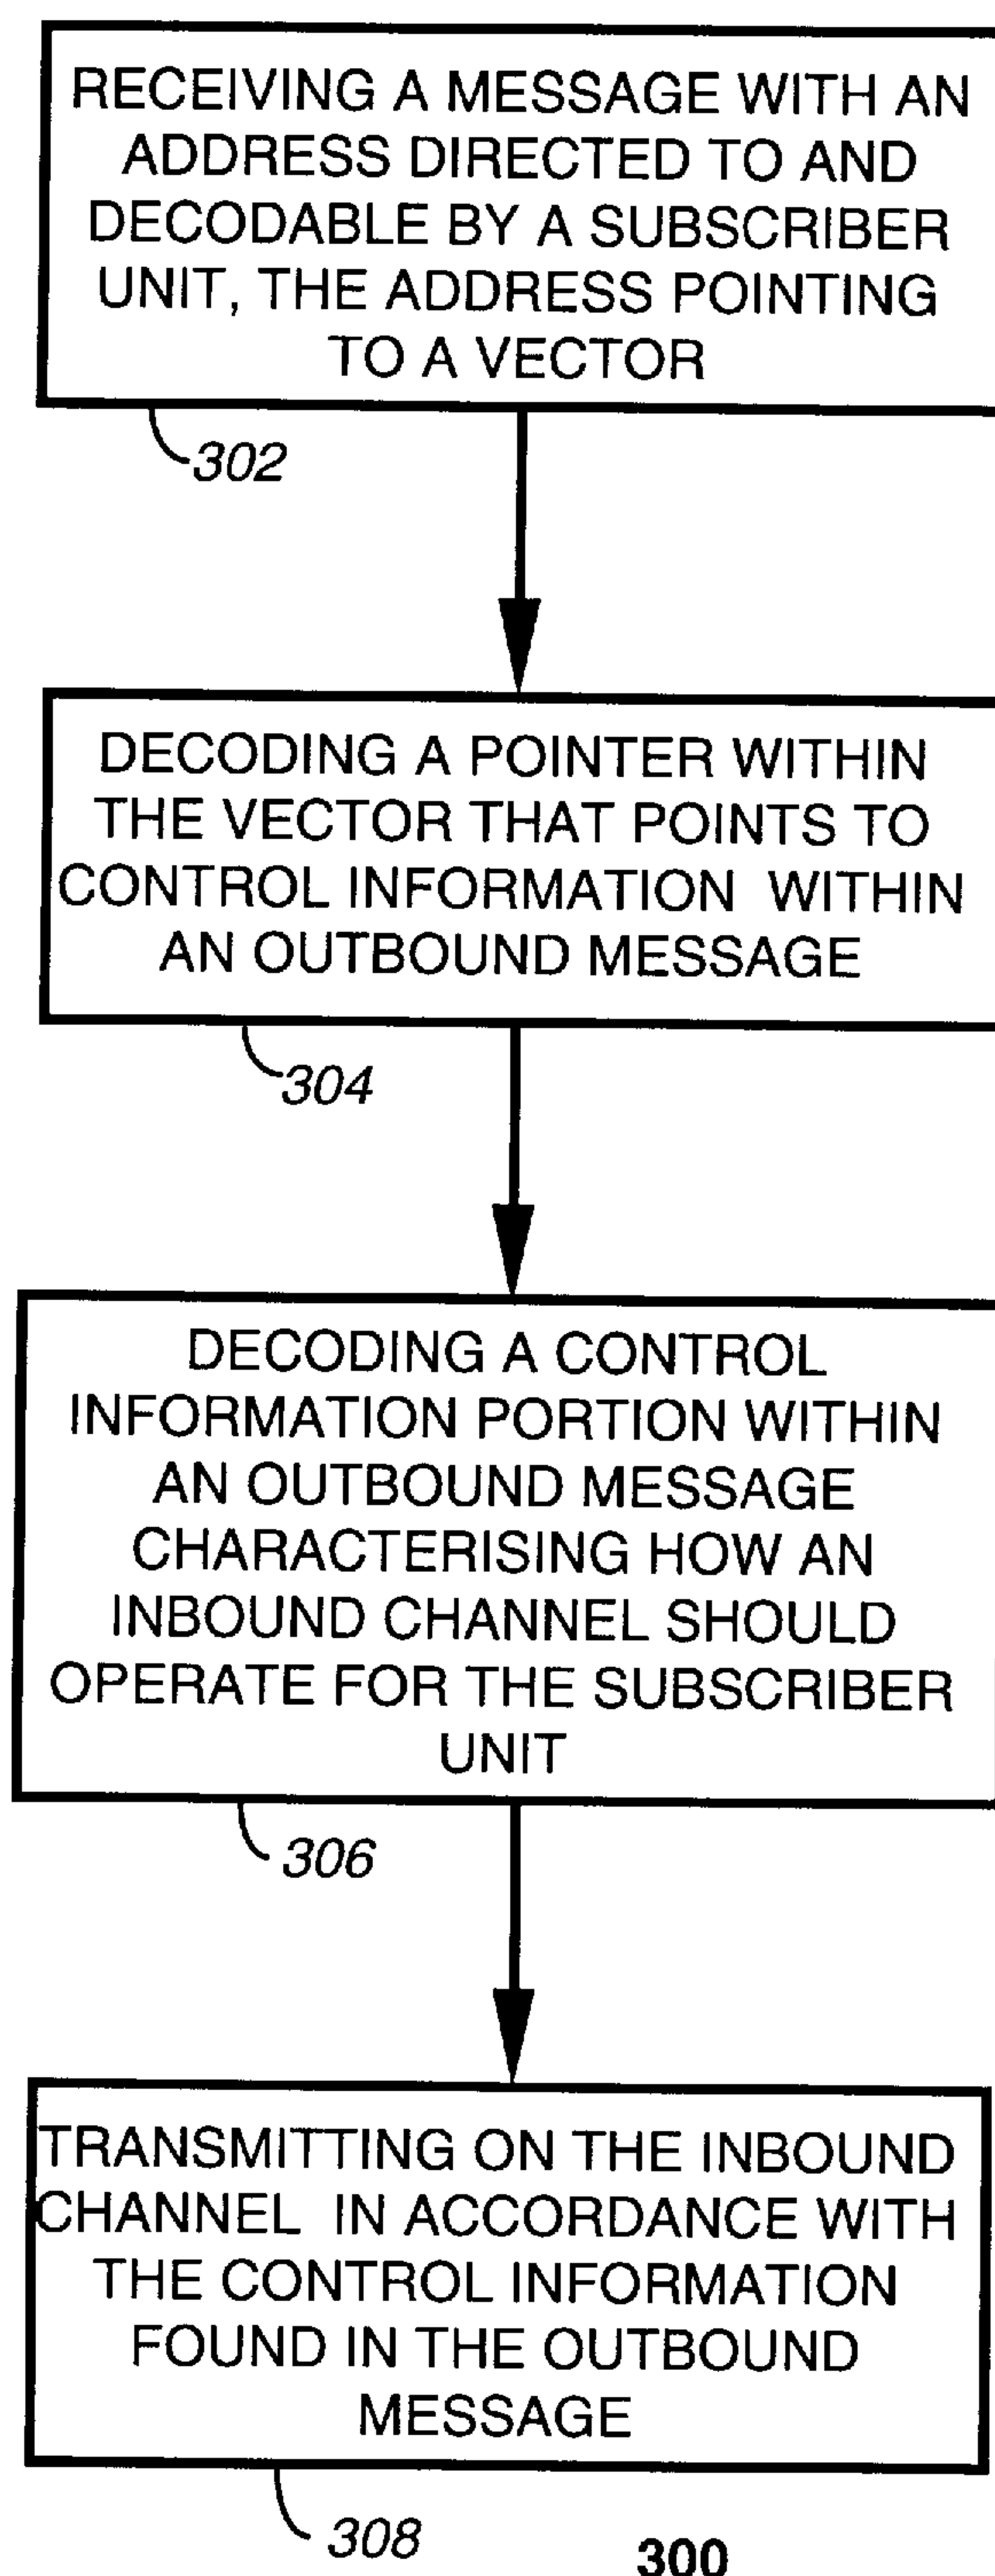 RECEIVING A MESSAGE WITH AN
ADDRESS DIRECTED TO AND
DECODABLE BY A SUBSCRIBER
UNIT, THE ADDRESS POINTING
TO A VECTOR
302
DECODING A POINTER WITHIN
THE VECTOR THAT POINTS TO
CONTROL INFORMATION WITHIN
AN OUTBOUND MESSAGE
304
DECODING A CONTROL
INFORMATION PORTION WITHIN
AN OUTBOUND MESSAGE
CHARACTERISING HOW AN
INBOUND CHANNEL SHOULD
OPERATE FOR THE SUBSCRIBER
UNIT
306
TRANSMITTING ON THE INBOUND
CHANNEL IN ACCORDANCE WITH
THE CONTROL INFORMATION
FOUND IN THE OUTBOUND
MESSAGE
308
300